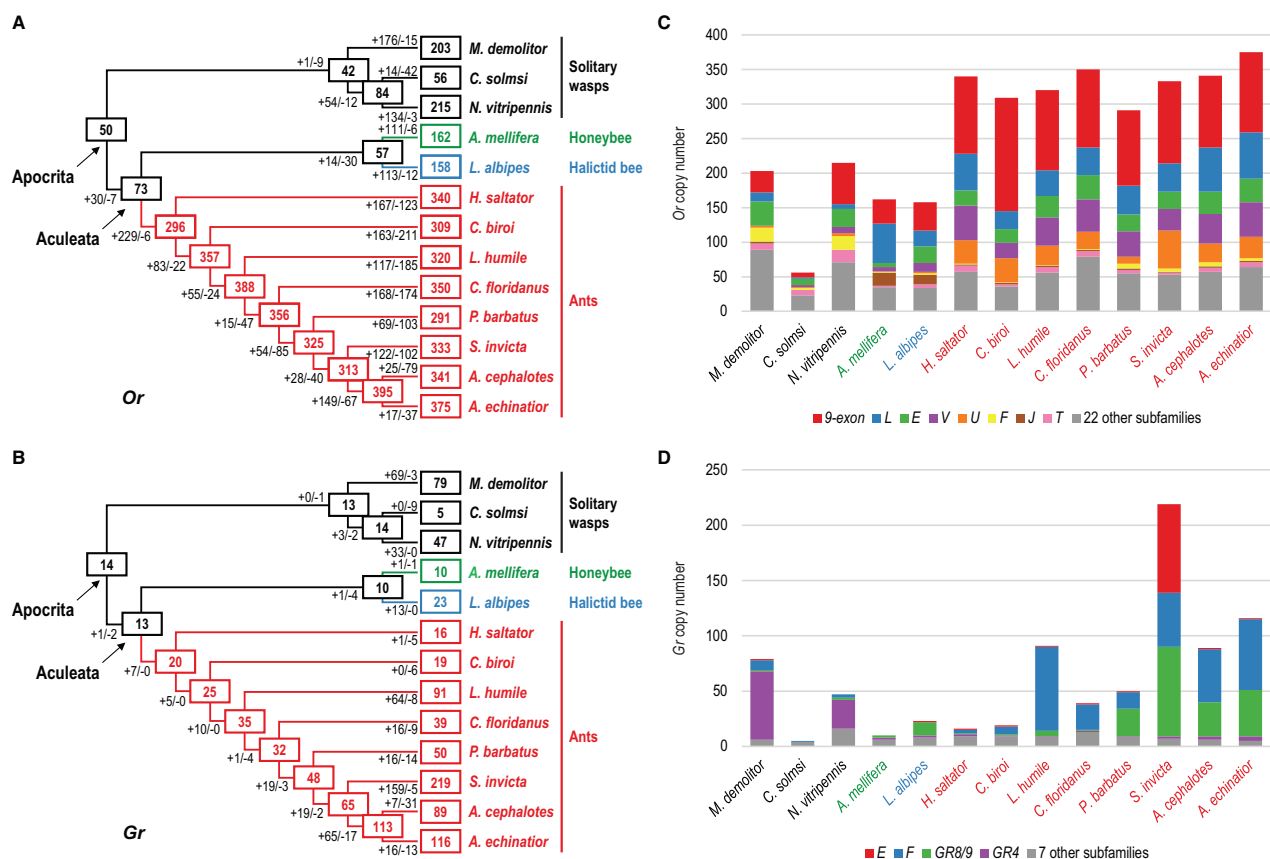 A
+176/-15
203
M. demolitor
+1/-9
42
+14/-42
56
C. solmsi
Solitary
wasps
+54/-12
84
215
N. vitripennis
+134/-3
50
+111/-6
162
A. mellifera
Honeybee
57
+14/-30
158
L. albipes
Halictid bee
+113/-12
Apocrita
73
+30/-7
340
H. saltator
+167/-123
Aculeata
296
+229/-6
309
C. biroi
+163/-211
357
+83/-22
320
L. humile
+117/-185
388
+55/-24
350
C. floridanus
+168/-174
Ants
356
+15/-47
291
P. barbatus
+69/-103
325
+54/-85
333
S. invicta
+122/-102
313
+28/-40
+25/-79
341
A. cephalotes
395
+149/-67
375
A. echinatior
+17/-37
Or
B
+69/-3
79
M. demolitor
+0/-1
13
+0/-9
5
C. solmsi
Solitary
wasps
+3/-2
14
47
N. vitripennis
+33/-0
14
+1/-1
10
A. mellifera
Honeybee
10
+1/-4
23
L. albipes
Halictid bee
+13/-0
Apocrita
13
+1/-2
16
H. saltator
+1/-5
Aculeata
20
+7/-0
19
C. biroi
+0/-6
25
+5/-0
91
L. humile
+64/-8
35
+10/-0
39
C. floridanus
+16/-9
Ants
32
+1/-4
50
P. barbatus
+16/-14
48
+19/-3
219
S. invicta
+159/-5
65
+19/-2
+7/-31
89
A. cephalotes
113
+65/-17
116
A. echinatior
+16/-13
Gr
C
Or copy number
400
350
300
250
200
150
100
50
0
M. demolitor
C. solmsi
N. vitripennis
A. mellifera
L. albipes
H. saltator
C. biroi
L. humile
C. floridanus
P. barbatus
S. invicta
A. cephalotes
A. echinatior
9-exon L E V U F J T 22 other subfamilies
D
Gr copy number
250
200
150
100
50
0
M. demolitor
C. solmsi
N. vitripennis
A. mellifera
L. albipes
H. saltator
C. biroi
L. humile
C. floridanus
P. barbatus
S. invicta
A. cephalotes
A. echinatior
E F GR8/9 GR4 7 other subfamilies